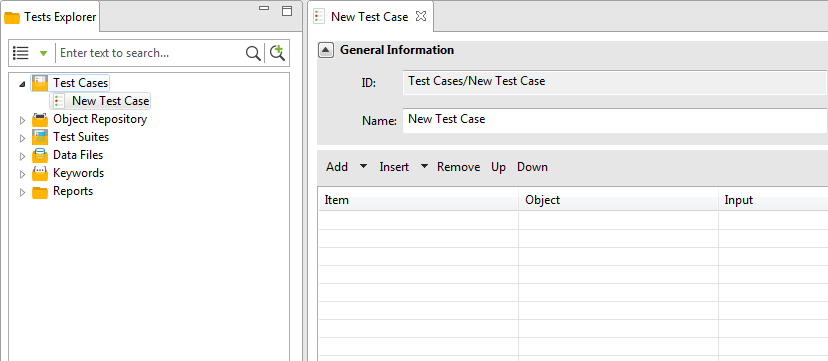 Tests Explorer
Enter text to search...
Test Cases
New Test Case
Object Repository
Test Suites
Data Files
Keywords
Reports
New Test Case
General Information
ID: Test Cases/New Test Case
Name: New Test Case
Add Insert Remove Up Down
Item Object Input